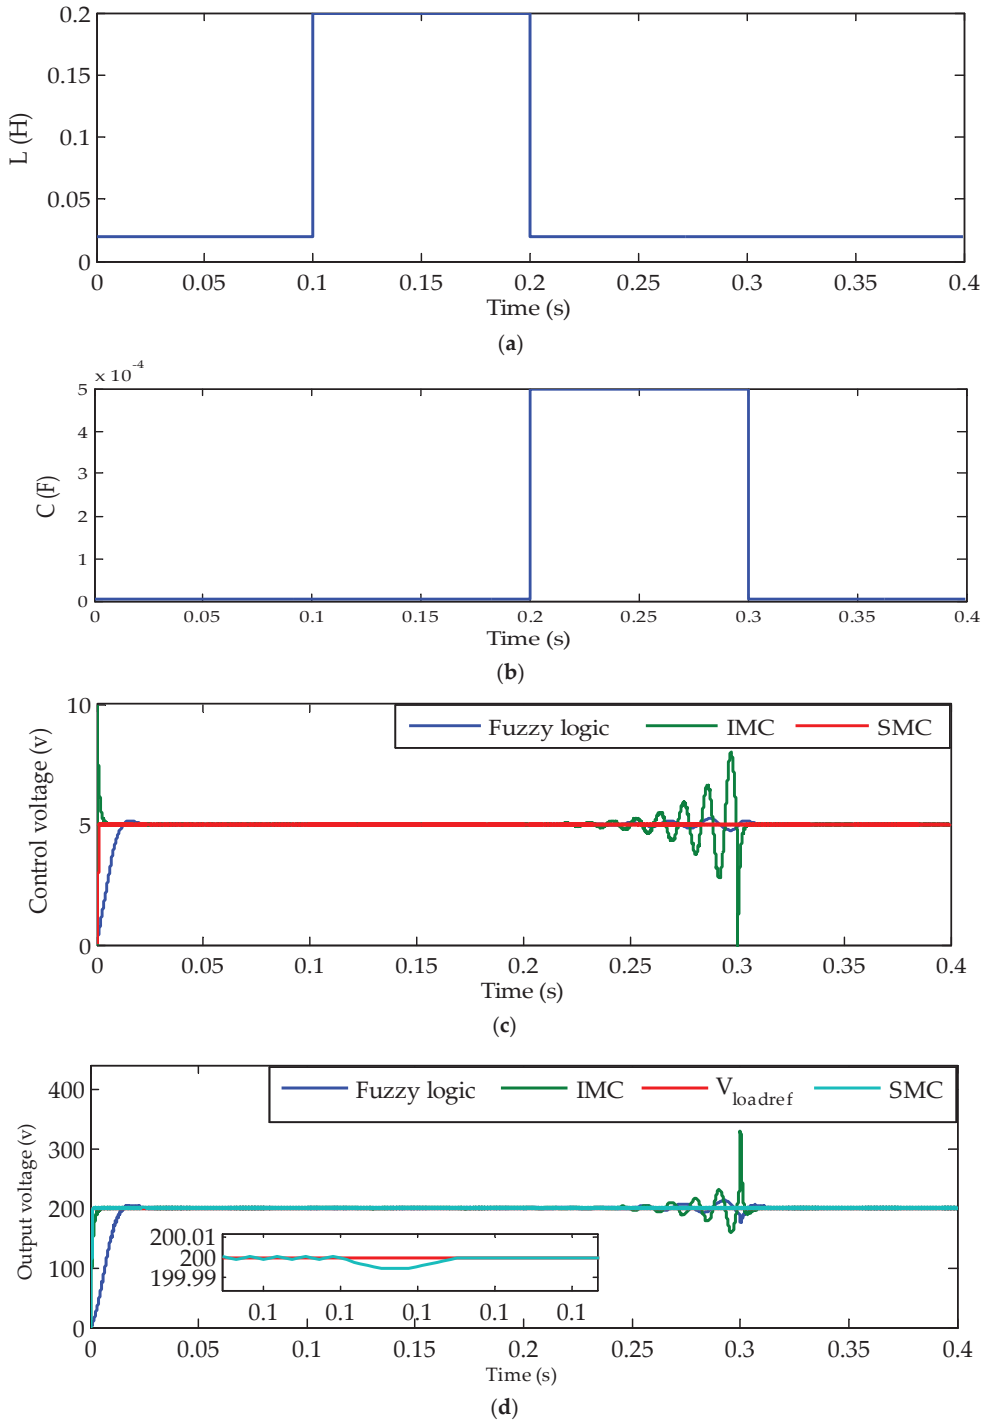 0.2
0.15
0.1
0.05
0
L (H)
0 0.05 0.1 0.15 0.2 0.25 0.3 0.35 0.4
Time (s)
(a)
x 10^-4
5
4
3
2
1
0
C (F)
0 0.05 0.1 0.15 0.2 0.25 0.3 0.35 0.4
Time (s)
(b)
10
5
0
Control voltage (v)
Fuzzy logic IMC SMC
0 0.05 0.1 0.15 0.2 0.25 0.3 0.35 0.4
Time (s)
(c)
400
300
200
100
0
Output voltage (v)
Fuzzy logic IMC V_loadref SMC
200.01
200
199.99
0.1 0.1 0.1 0.1 0.1
0 0.05 0.1 0.15 0.2 0.25 0.3 0.35 0.4
Time (s)
(d)